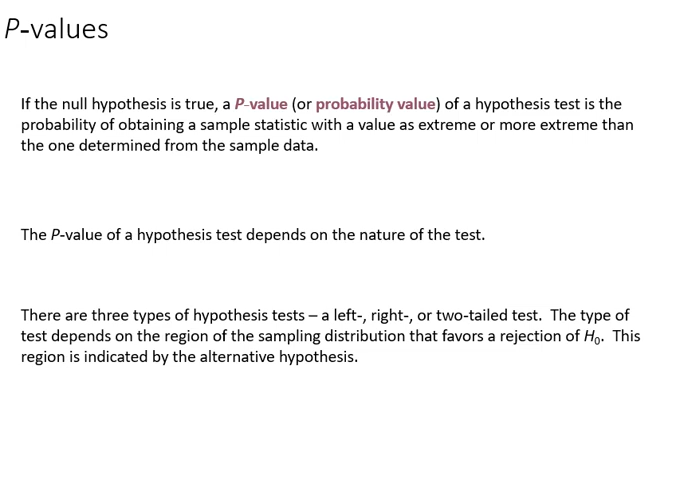 P-values
If the null hypothesis is true, a P-value (or probability value) of a hypothesis test is the
probability of obtaining a sample statistic with a value as extreme or more extreme than
the one determined from the sample data.
The P-value of a hypothesis test depends on the nature of the test.
There are three types of hypothesis tests – a left-, right-, or two-tailed test.  The type of
test depends on the region of the sampling distribution that favors a rejection of H₀.  This
region is indicated by the alternative hypothesis.